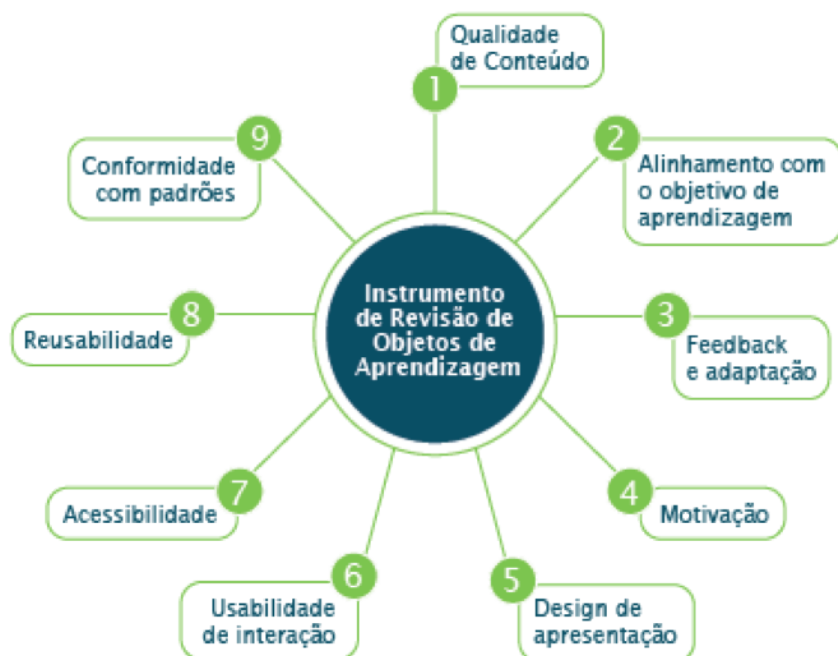 Instrumento
de Revisão de
Objetos de
Aprendizagem
1
Qualidade
de Conteúdo
2
Alinhamento com
o objetivo de
aprendizagem
3
Feedback
e adaptação
4
Motivação
5
Design de
apresentação
6
Usabilidade
de interação
7
Acessibilidade
8
Reusabilidade
9
Conformidade
com padrões